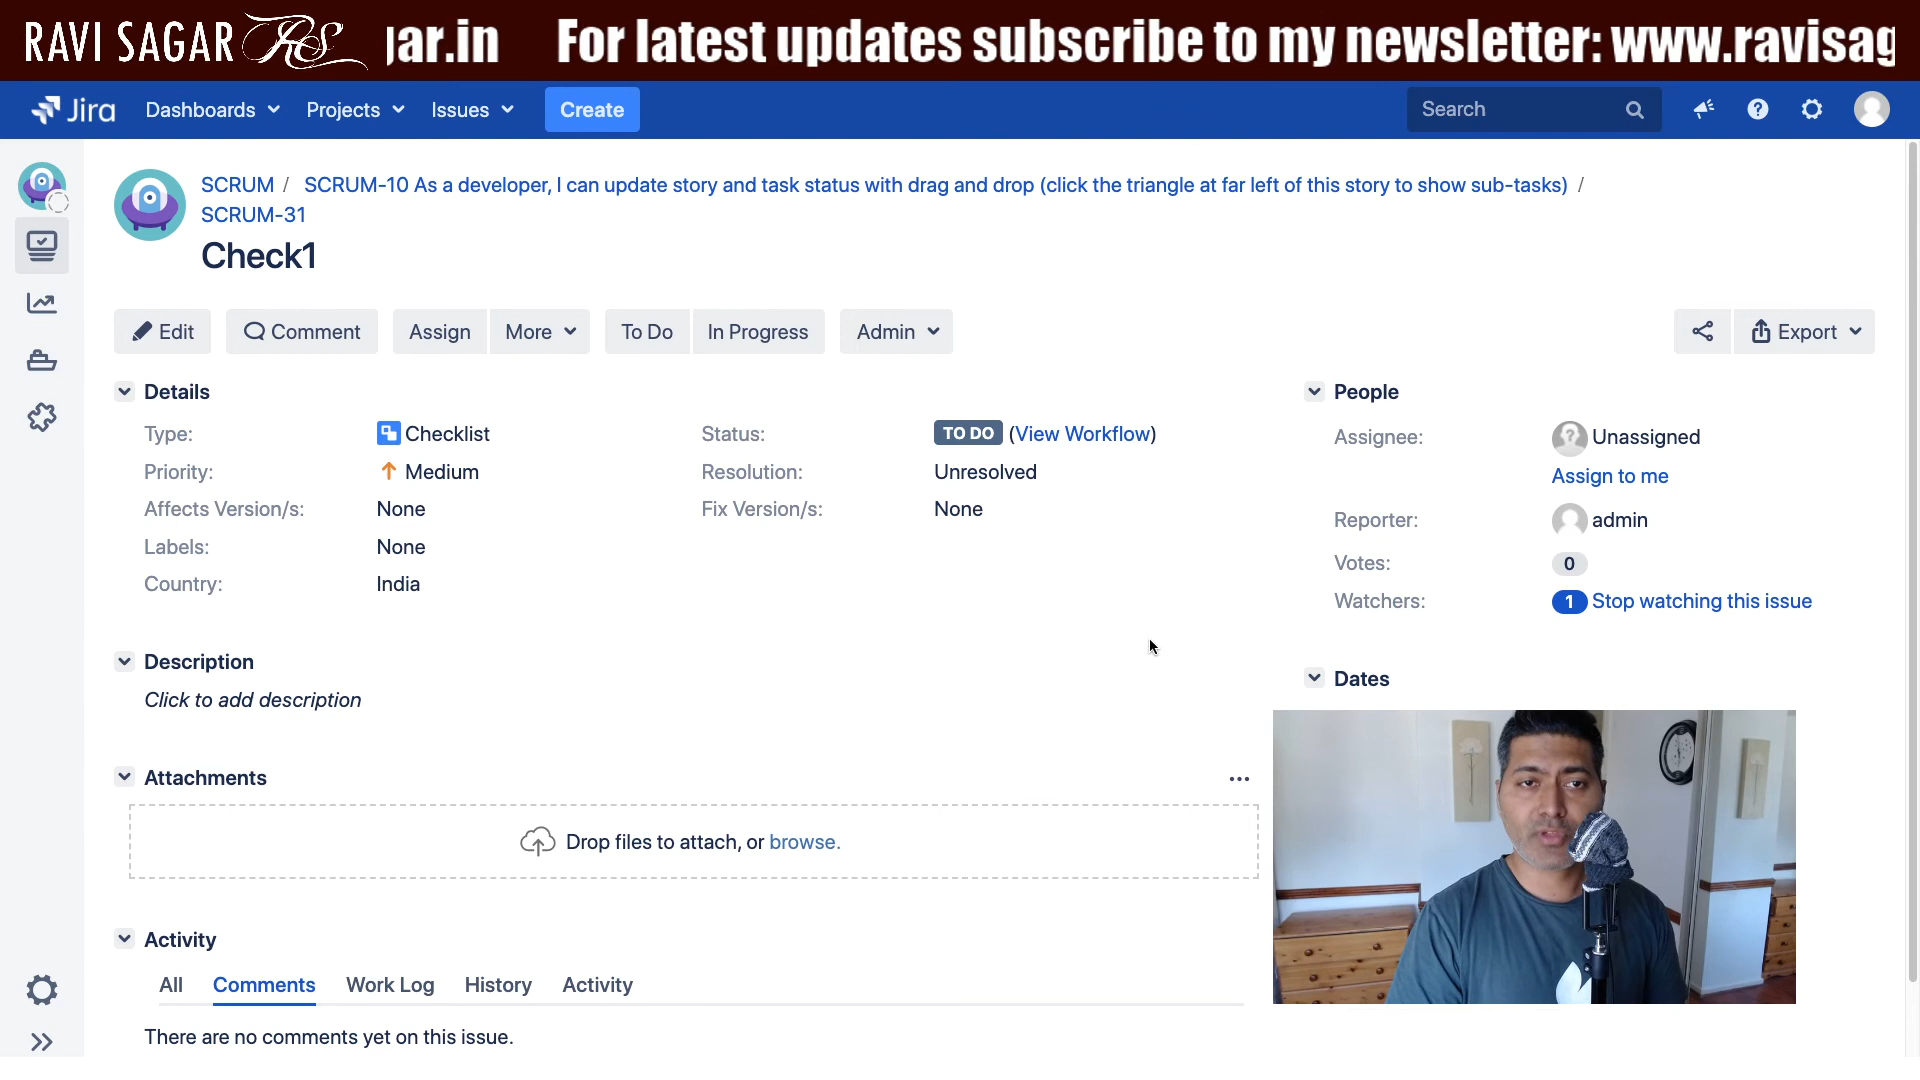 RAVI SAGAR RS jar.in For latest updates subscribe to my newsletter: www.ravisag
Jira Dashboards Projects Issues Create Search
SCRUM / SCRUM-10 As a developer, I can update story and task status with drag and drop (click the triangle at far left of this story to show sub-tasks) /
SCRUM-31
Check1
Edit Comment Assign More To Do In Progress Admin Export
Details
Type: Checklist Status: TO DO (View Workflow)
Priority: Medium Resolution: Unresolved
Affects Version/s: None Fix Version/s: None
Labels: None
Country: India
People
Assignee: Unassigned
Assign to me
Reporter: admin
Votes: 0
Watchers: 1 Stop watching this issue
Description
Click to add description
Dates
Attachments
Drop files to attach, or browse.
Activity
All Comments Work Log History Activity
There are no comments yet on this issue.